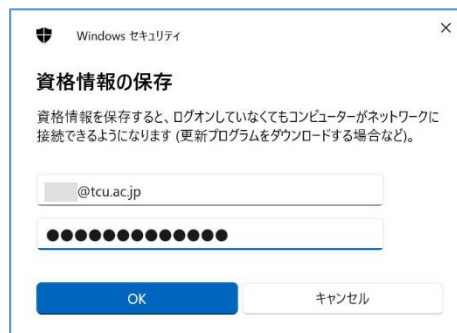 Windows セキュリティ
資格情報の保存
資格情報を保存すると、ログオンしていなくてもコンピューターがネットワークに
接続できるようになります (更新プログラムをダウンロードする場合など)。
@tcu.ac.jp
●●●●●●●●●●●●●
OK
キャンセル